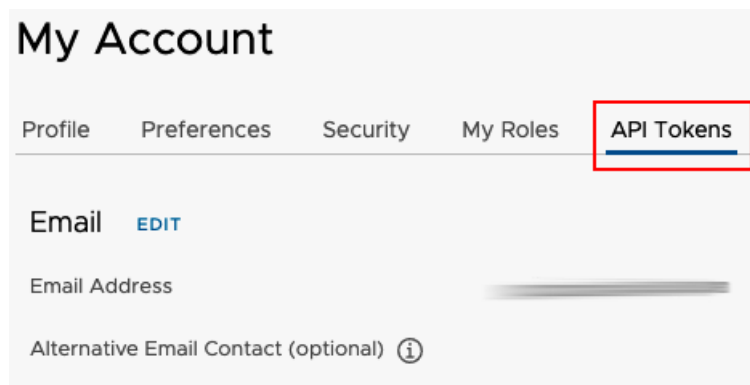 My Account
Profile Preferences Security My Roles API Tokens
Email EDIT
Email Address
Alternative Email Contact (optional)